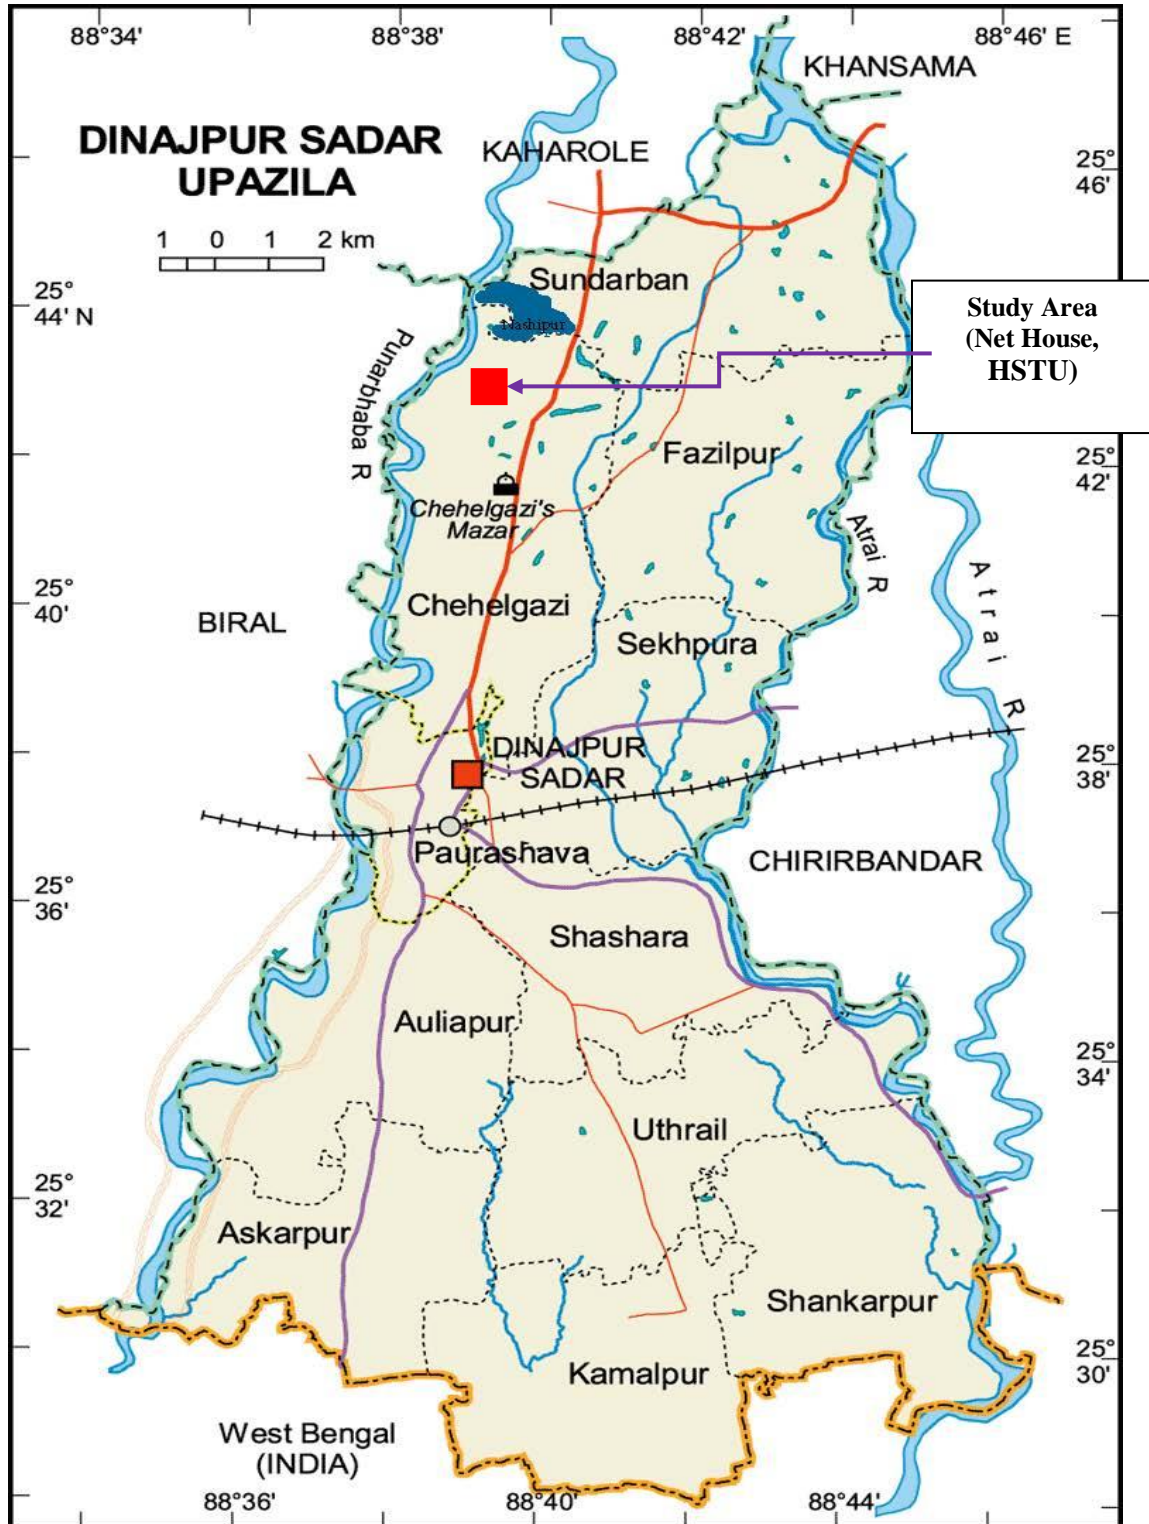 88°34'
88°38'
88°42'
88°46' E
KHANSAMA
DINAJPUR SADAR
UPAZILA
KAHAROLE
25°
46'
1 0 1 2 km
Sundarban
25°
44' N
Nashipur
Study Area
(Net House,
HSTU)
Punarbhaba R
Fazilpur
25°
42'
Chehelgazi's
Mazar
Atrai R
Atrai R
25°
40'
Chehelgazi
BIRAL
Sekhpura
DINAJPUR
SADAR
25°
38'
Paurashava
CHIRIRBANDAR
25°
36'
Shashara
Auliapur
25°
34'
Uthrail
25°
32'
Askarpur
Shankarpur
Kamalpur
25°
30'
West Bengal
(INDIA)
88°36'
88°40'
88°44'